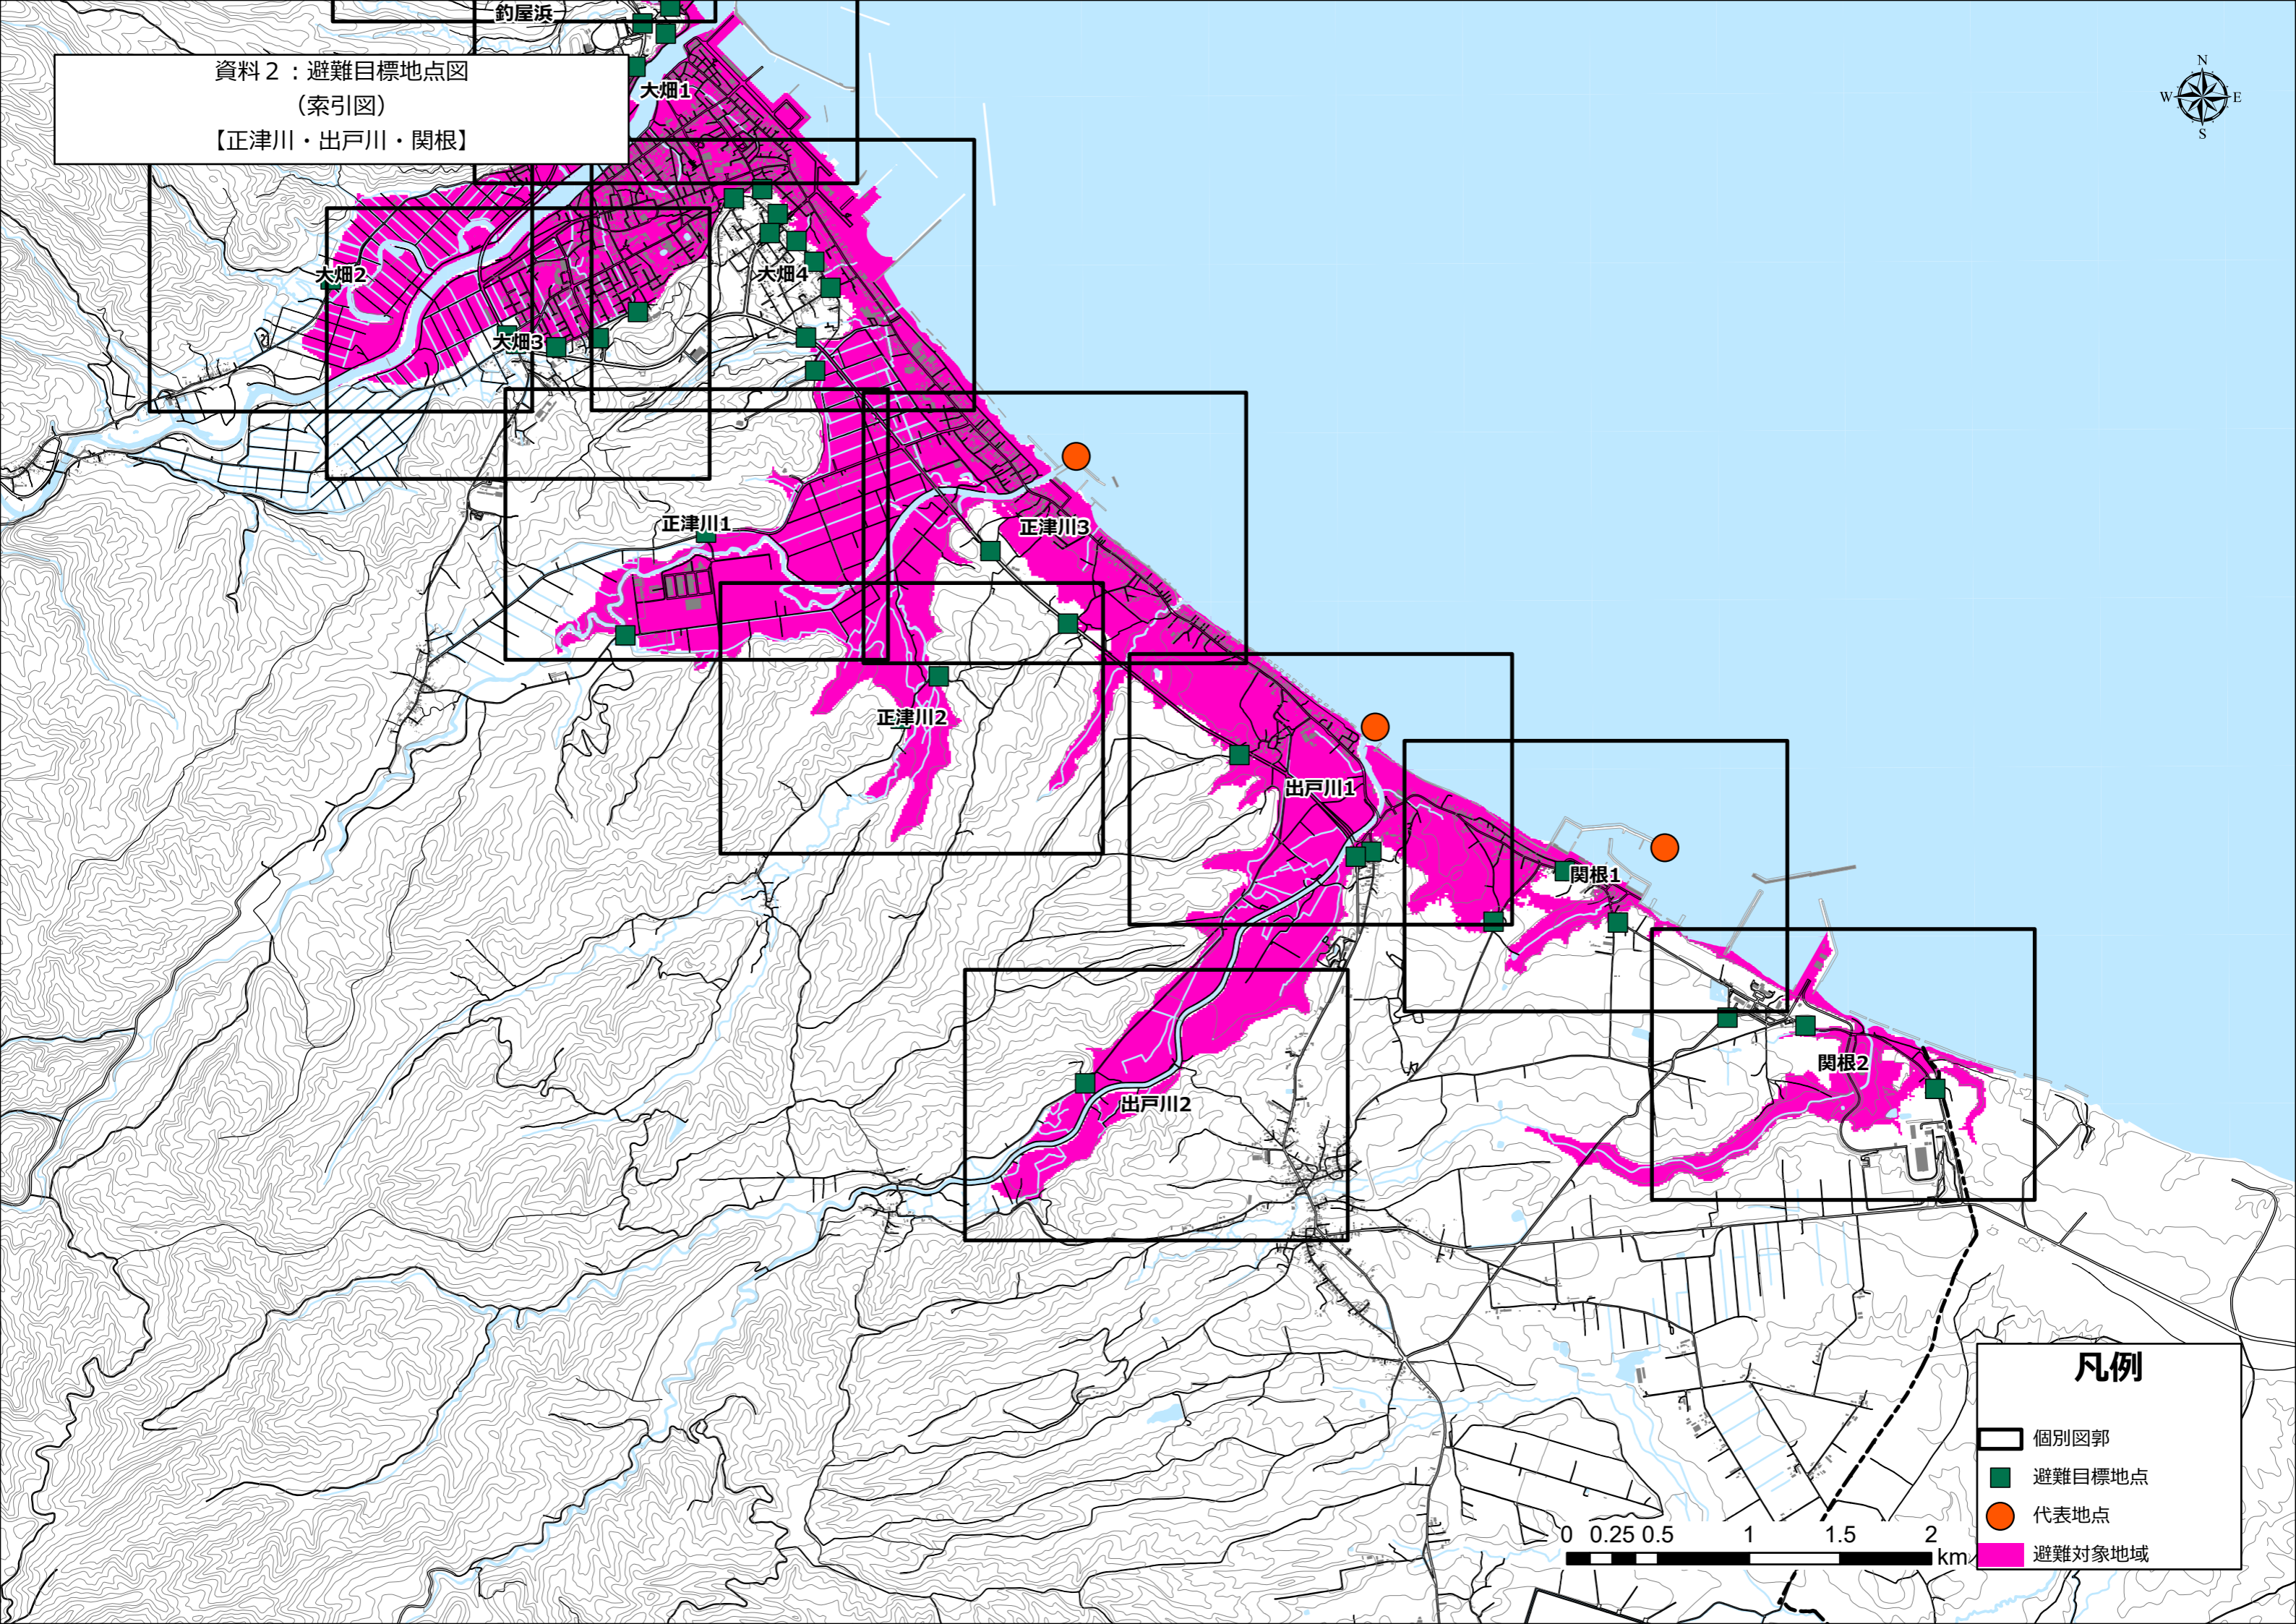 釣屋浜
資料２：避難目標地点図
（索引図）
【正津川・出戸川・関根】
大畑1
N
W
E
S
大畑2
大畑4
大畑3
正津川1
正津川3
正津川2
出戸川1
関根1
関根2
出戸川2
凡例
個別図郭
避難目標地点
代表地点
避難対象地域
0 0.25 0.5 1 1.5 2
km